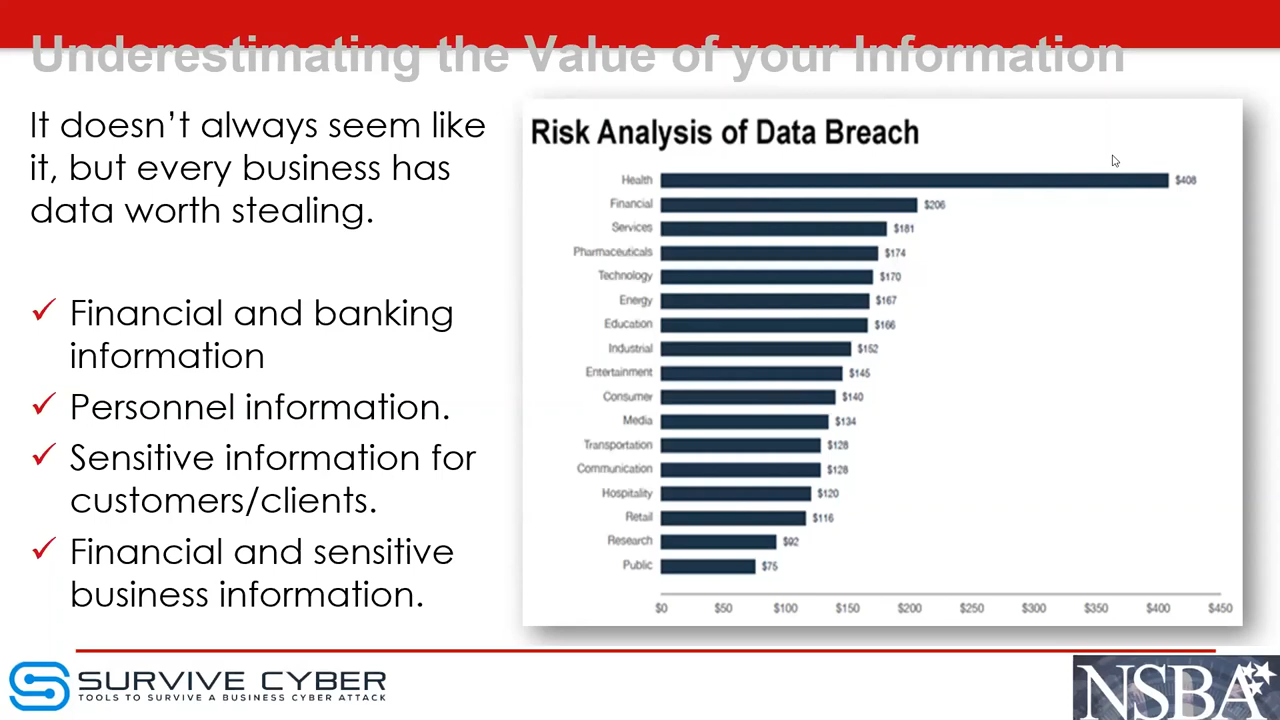 Underestimating the Value of your Information
It doesn’t always seem like
it, but every business has
data worth stealing.
✓ Financial and banking
information
✓ Personnel information.
✓ Sensitive information for
customers/clients.
✓ Financial and sensitive
business information.
Risk Analysis of Data Breach
Health $408
Financial $206
Services $181
Pharmaceuticals $174
Technology $170
Energy $167
Education $166
Industrial $152
Entertainment $145
Consumer $140
Media $134
Transportation $128
Communication $128
Hospitality $120
Retail $116
Research $92
Public $75
$0 $50 $100 $150 $200 $250 $300 $350 $400 $450
SURVIVE CYBER
TOOLS TO SURVIVE A BUSINESS CYBER ATTACK
NSBA